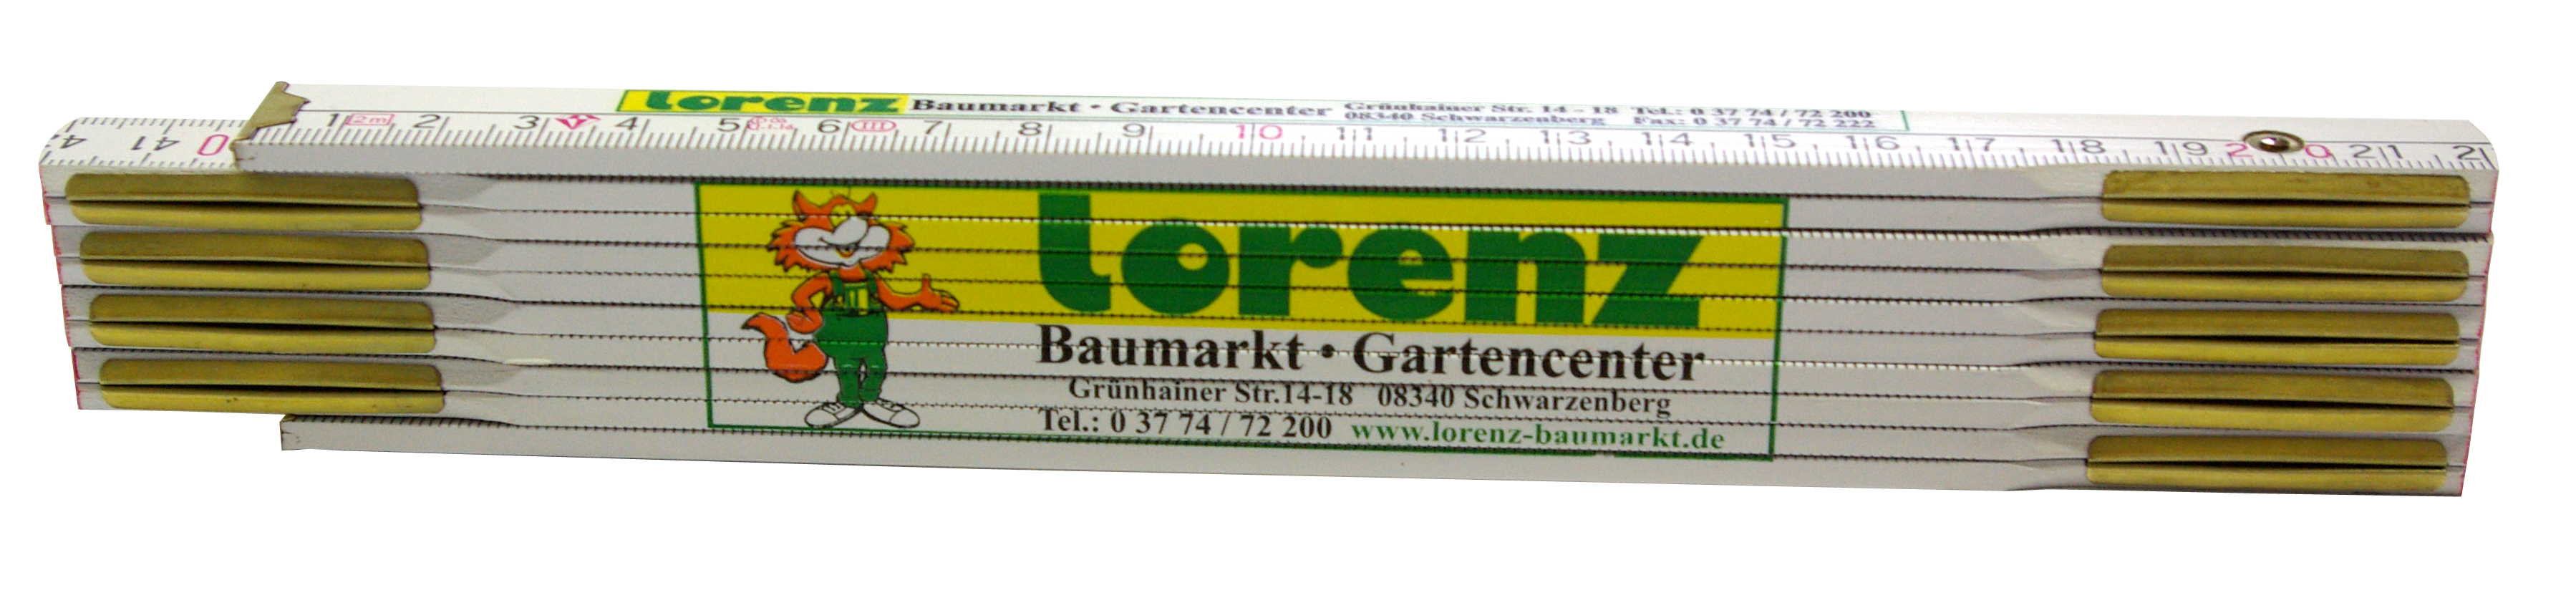 lorenz Baumarkt • Gartencenter Grünhainer Str. 14 - 18 Tel.: 0 37 74 / 72 200
08340 Schwarzenberg Fax: 0 37 74 / 72 222
41 0 1 2m 2 3 4 5 6 III 7 8 9 10 11 12 13 14 15 16 17 18 19 20 21
lorenz
Baumarkt • Gartencenter
Grünhainer Str.14-18 08340 Schwarzenberg
Tel.: 0 37 74 / 72 200 www.lorenz-baumarkt.de